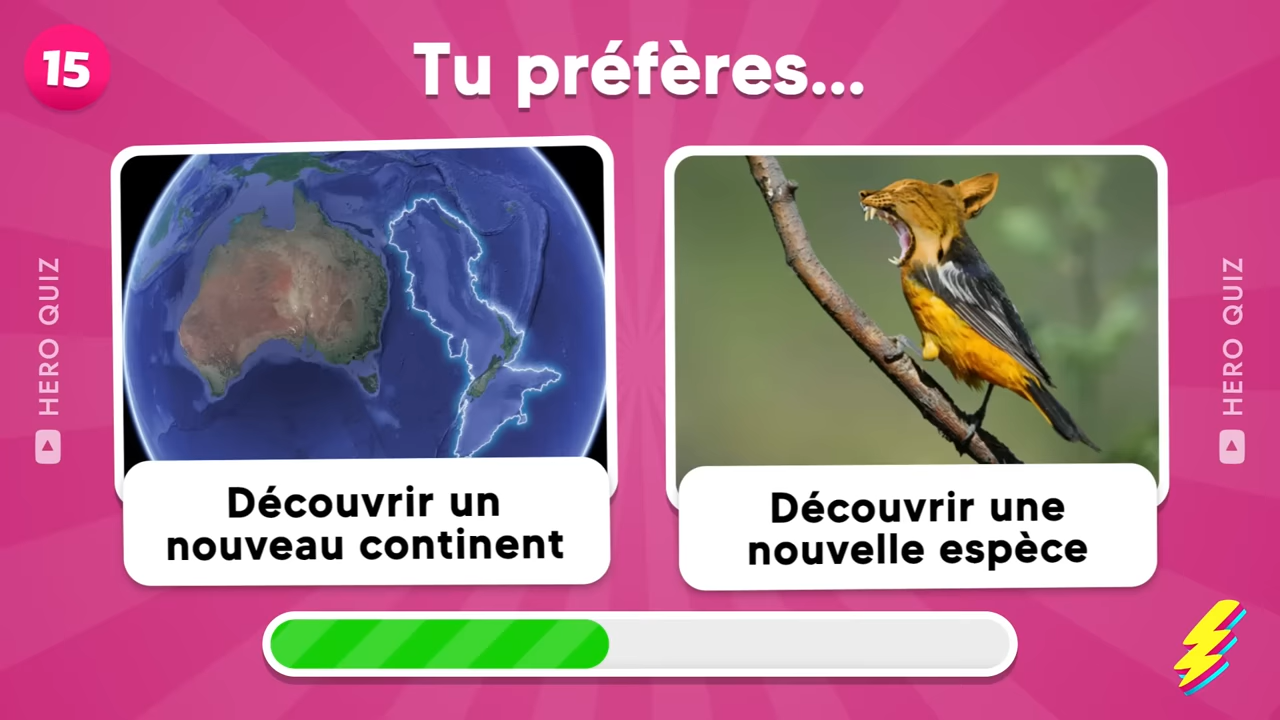 15
Tu préfères...
HERO QUIZ
HERO QUIZ
Découvrir un
nouveau continent
Découvrir une
nouvelle espèce